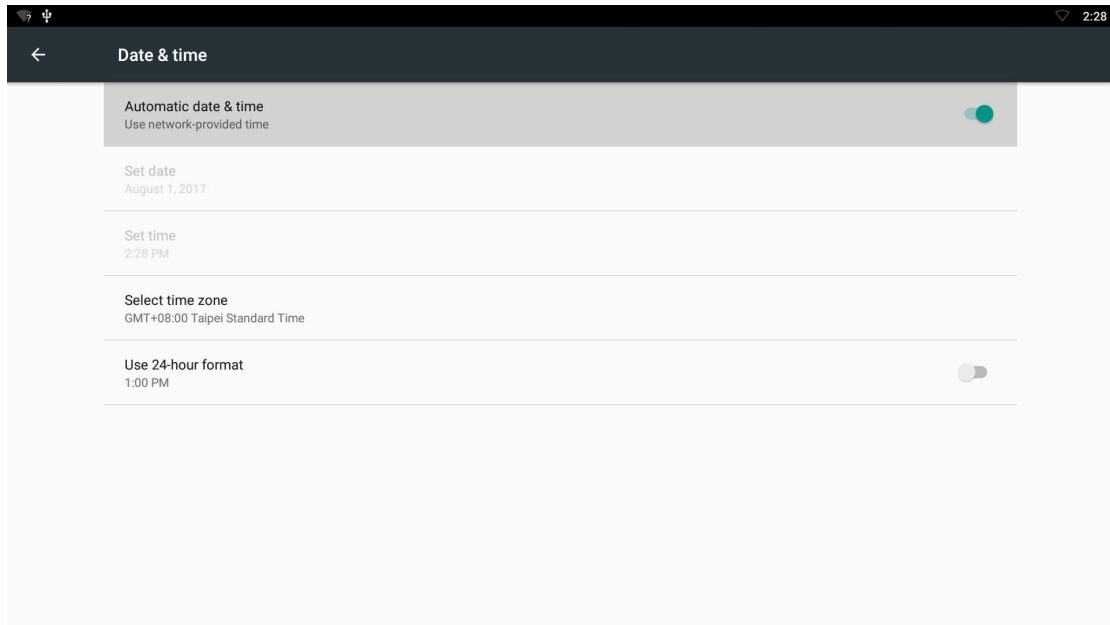 2:28
Date & time
Automatic date & time
Use network-provided time
Set date
August 1, 2017
Set time
2:28 PM
Select time zone
GMT+08:00 Taipei Standard Time
Use 24-hour format
1:00 PM